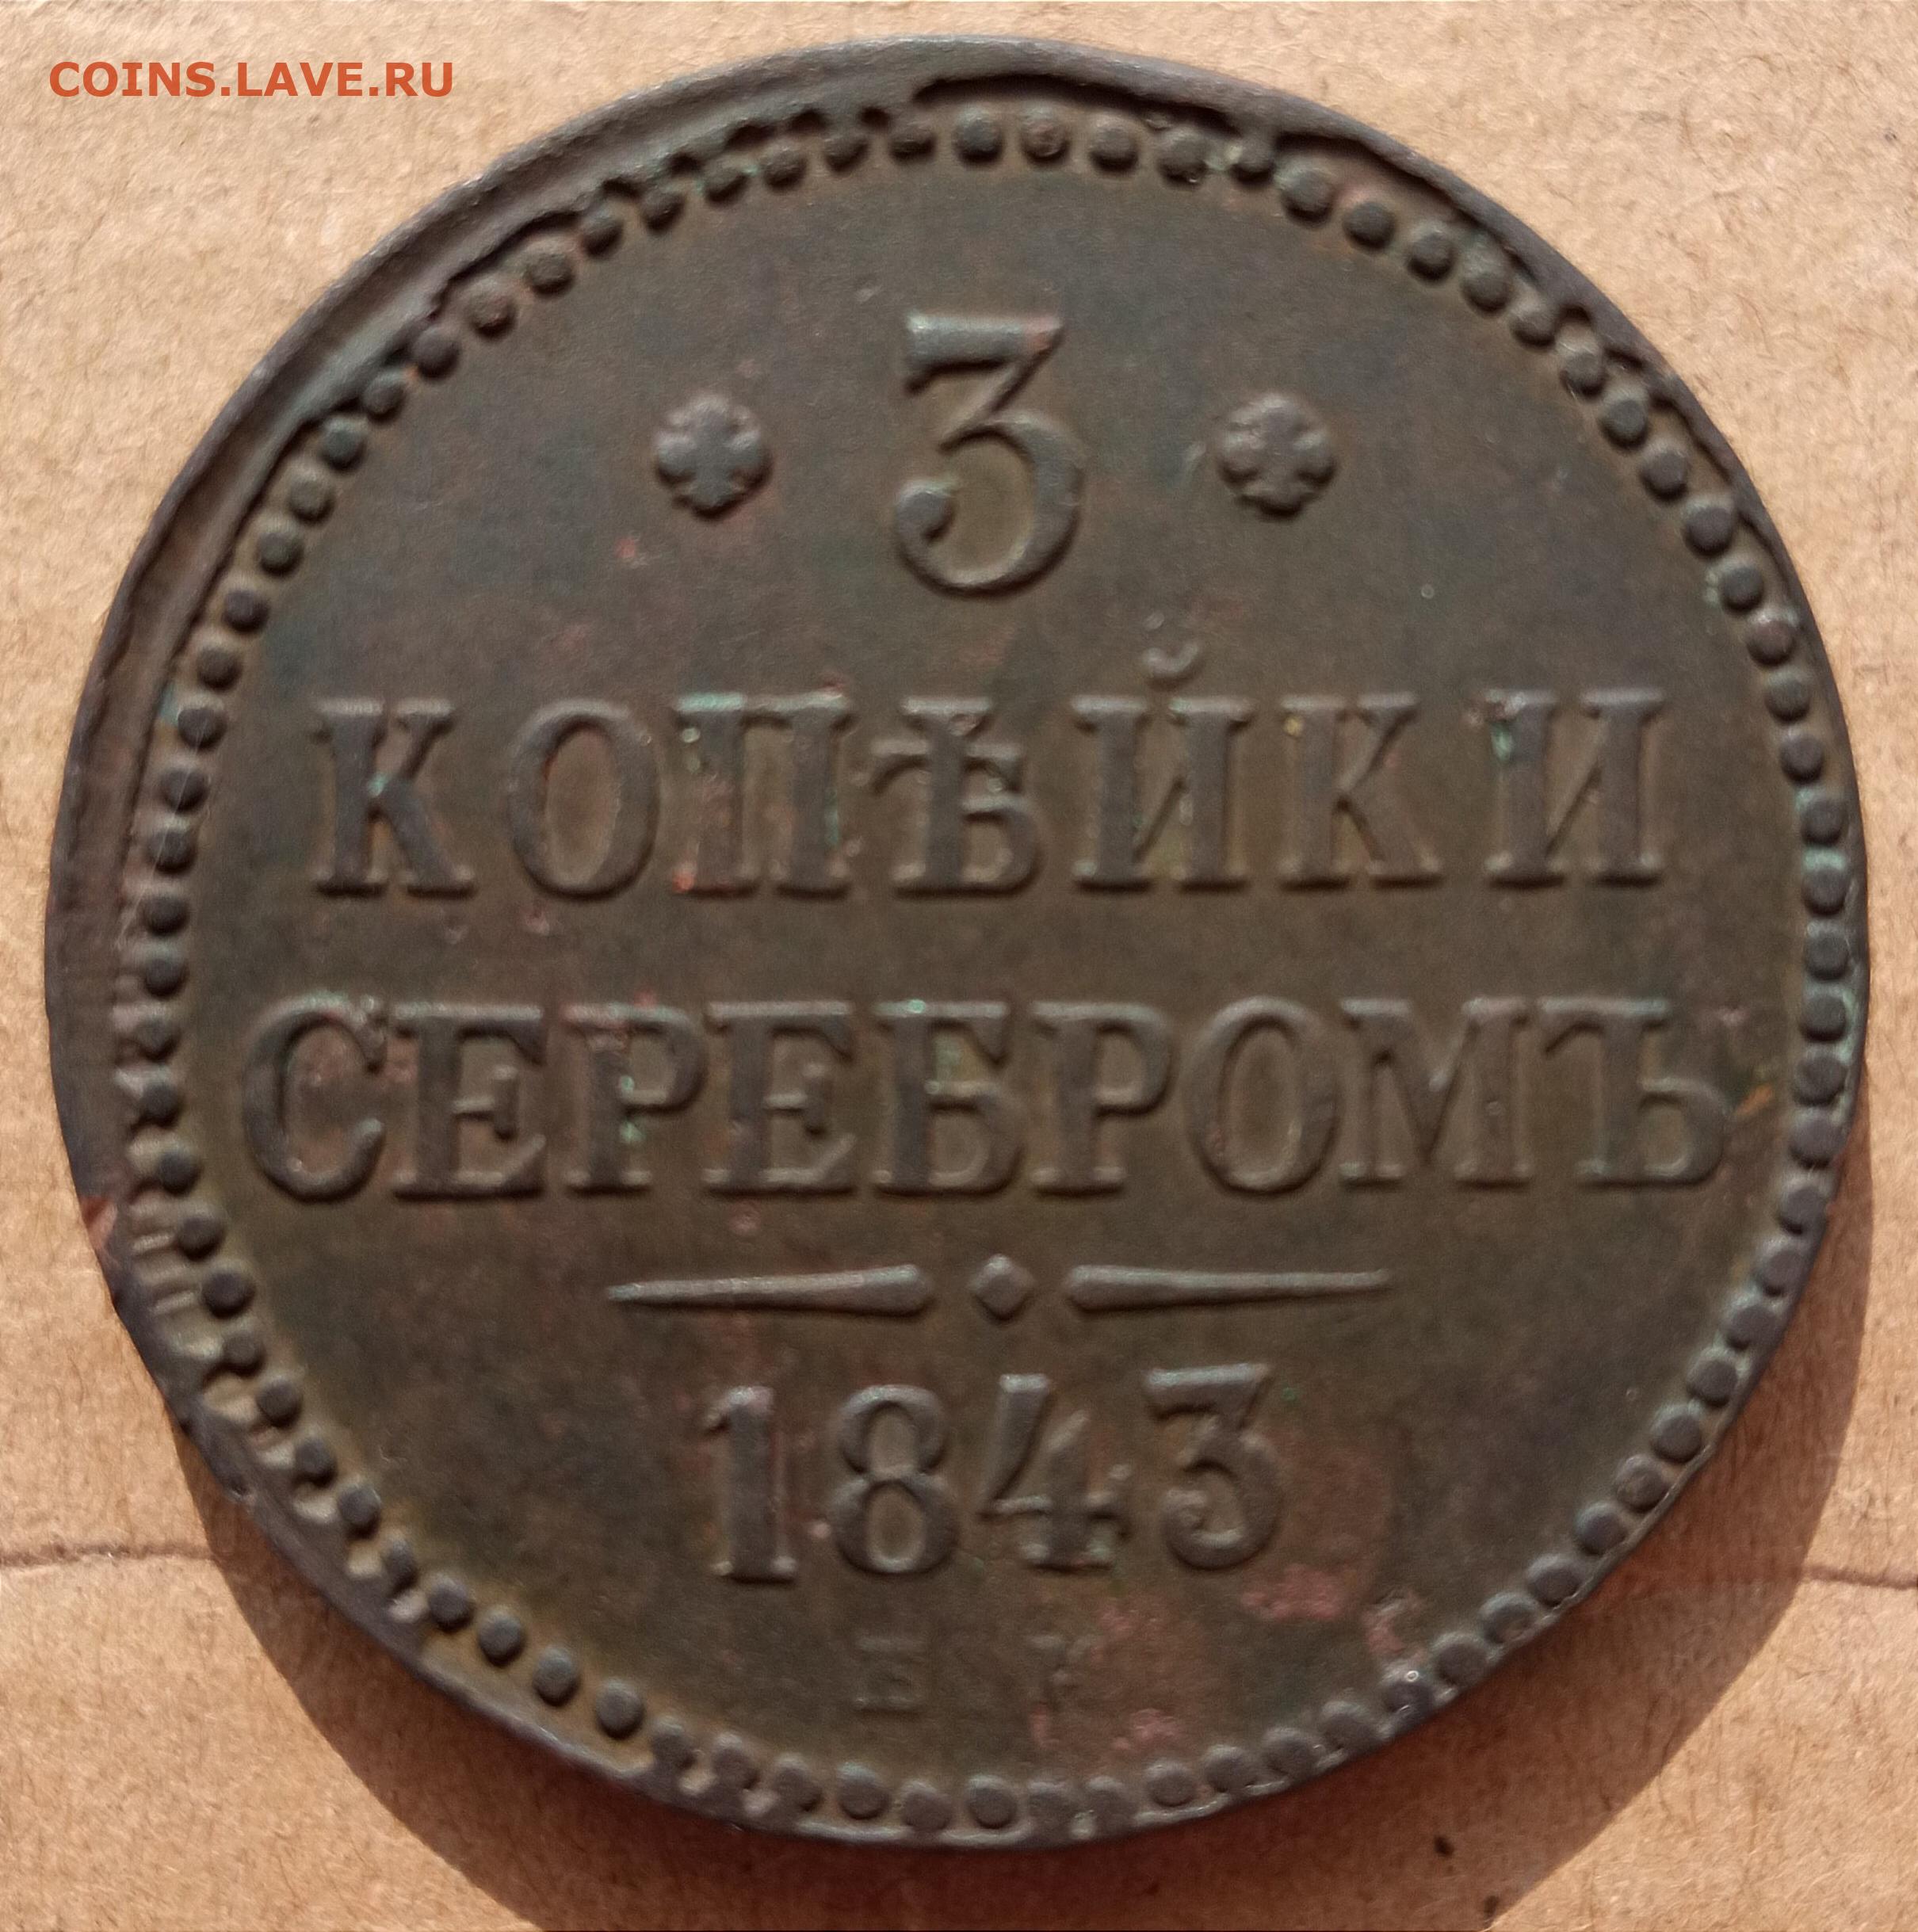 COINS.LAVE.RU
3
КОПѢЙКИ
СЕРЕБРОМЪ
1843